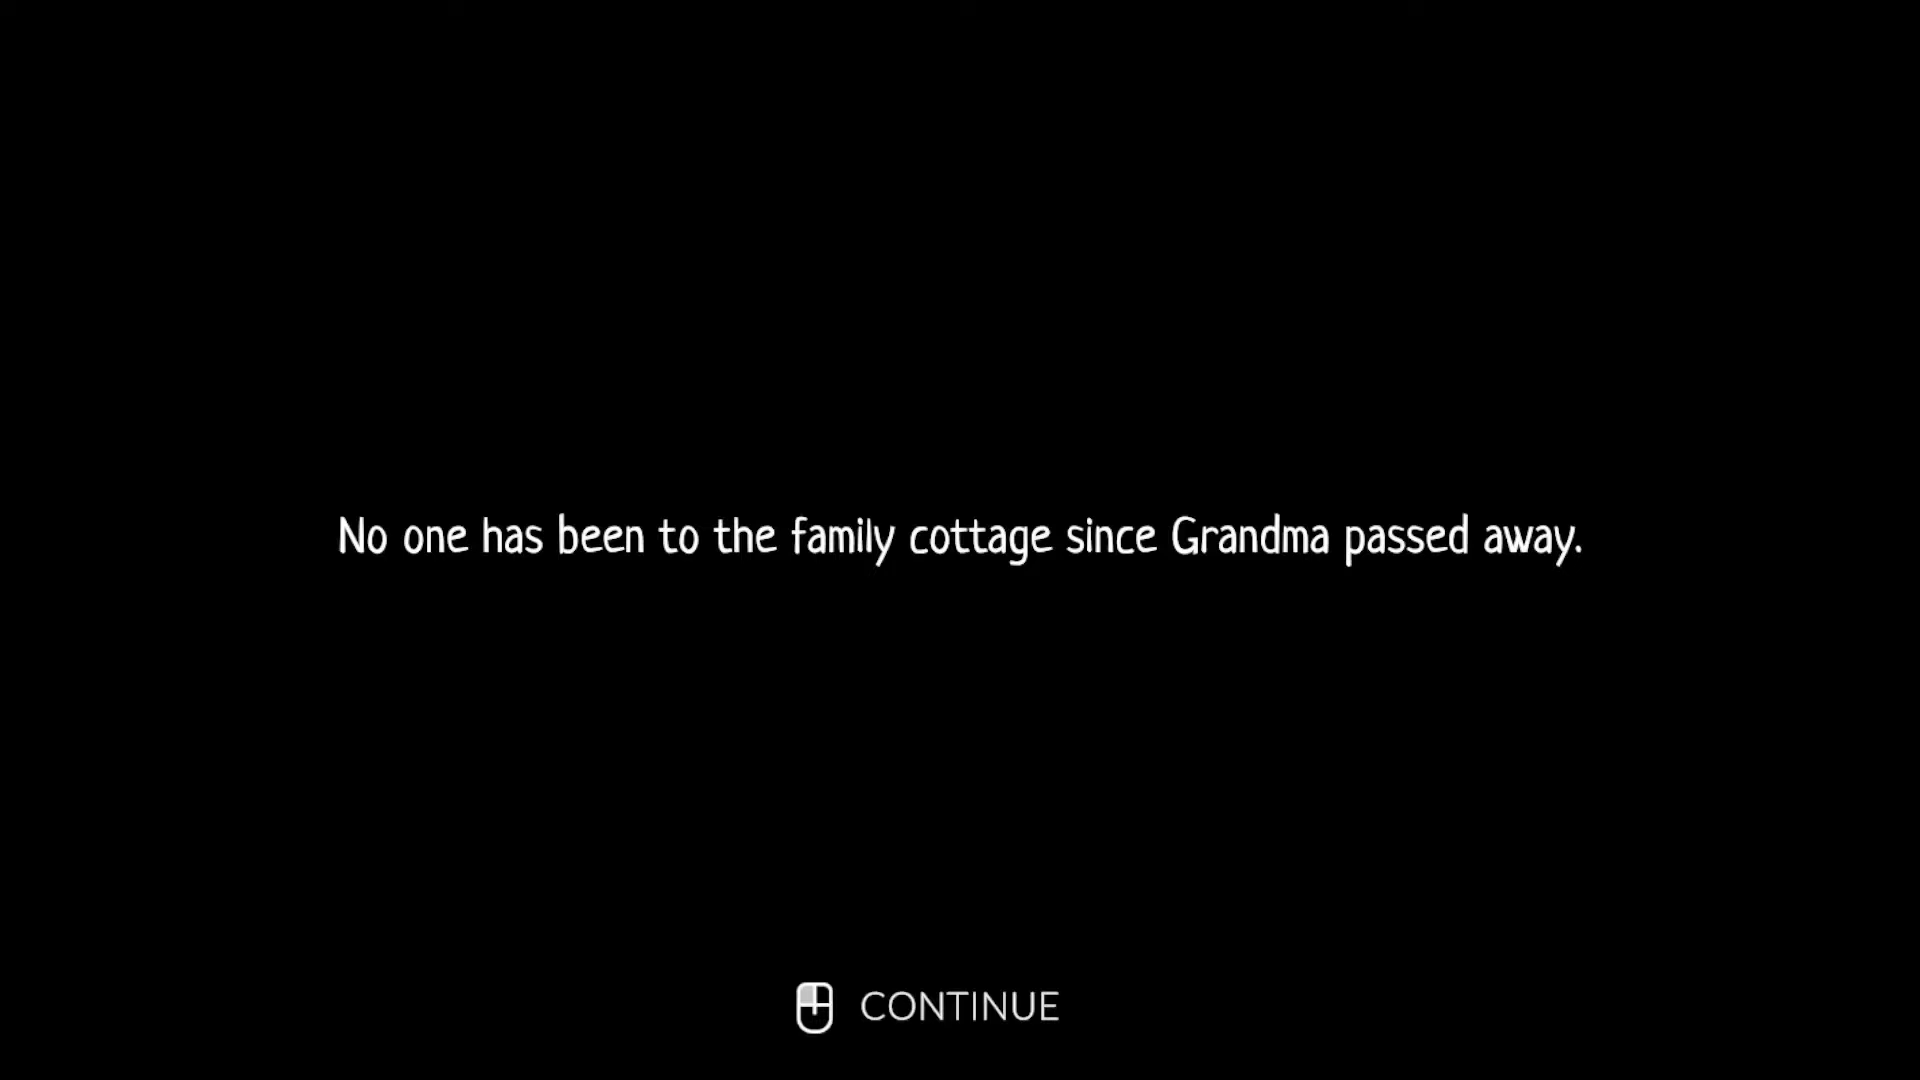 No one has been to the family cottage since Grandma passed away.
CONTINUE